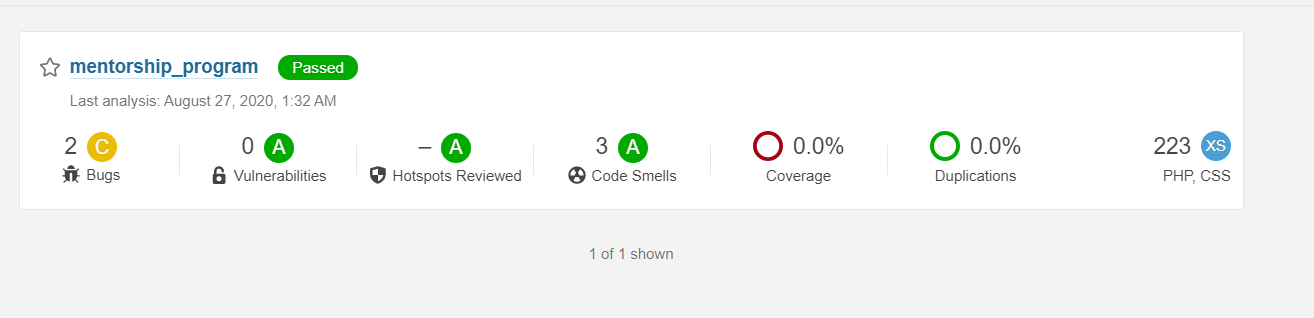 mentorship_program Passed
Last analysis: August 27, 2020, 1:32 AM
2 C 0 A – A 3 A 0.0% 0.0% 223 XS
Bugs Vulnerabilities Hotspots Reviewed Code Smells Coverage Duplications PHP, CSS
1 of 1 shown